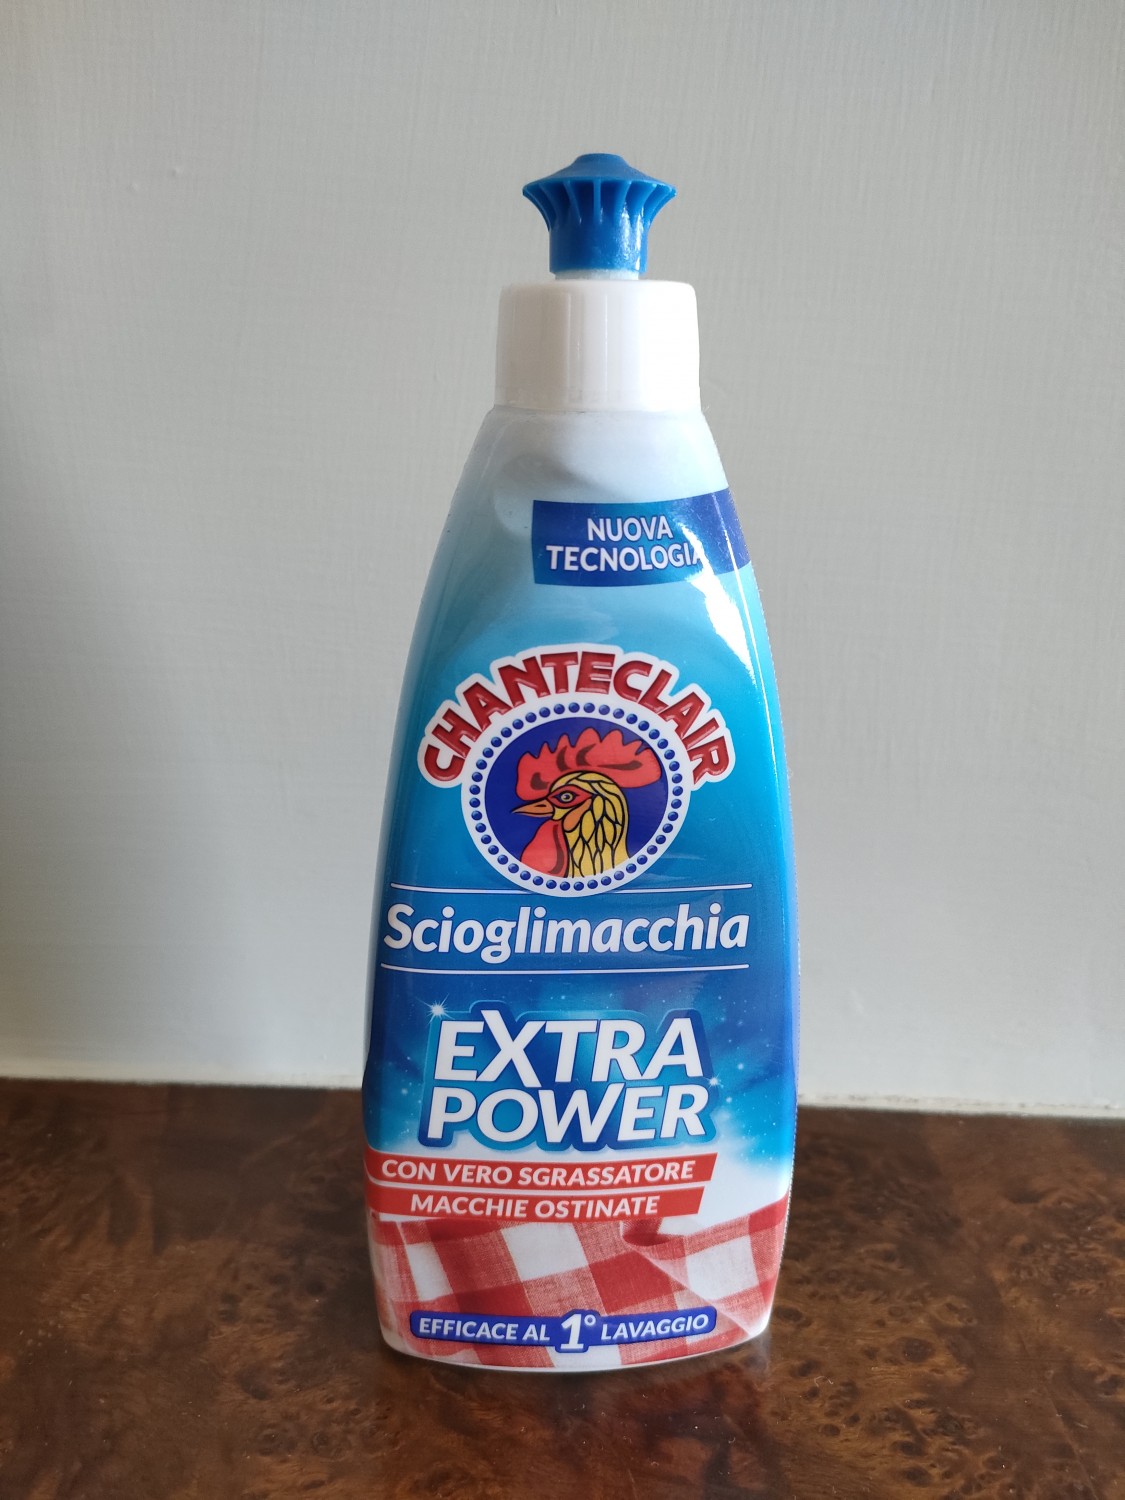 NUOVA
TECNOLOGIA
CHANTECLAIR
Scioglimacchia
EXTRA
POWER
CON VERO SGRASSATORE
MACCHIE OSTINATE
EFFICACE AL 1° LAVAGGIO